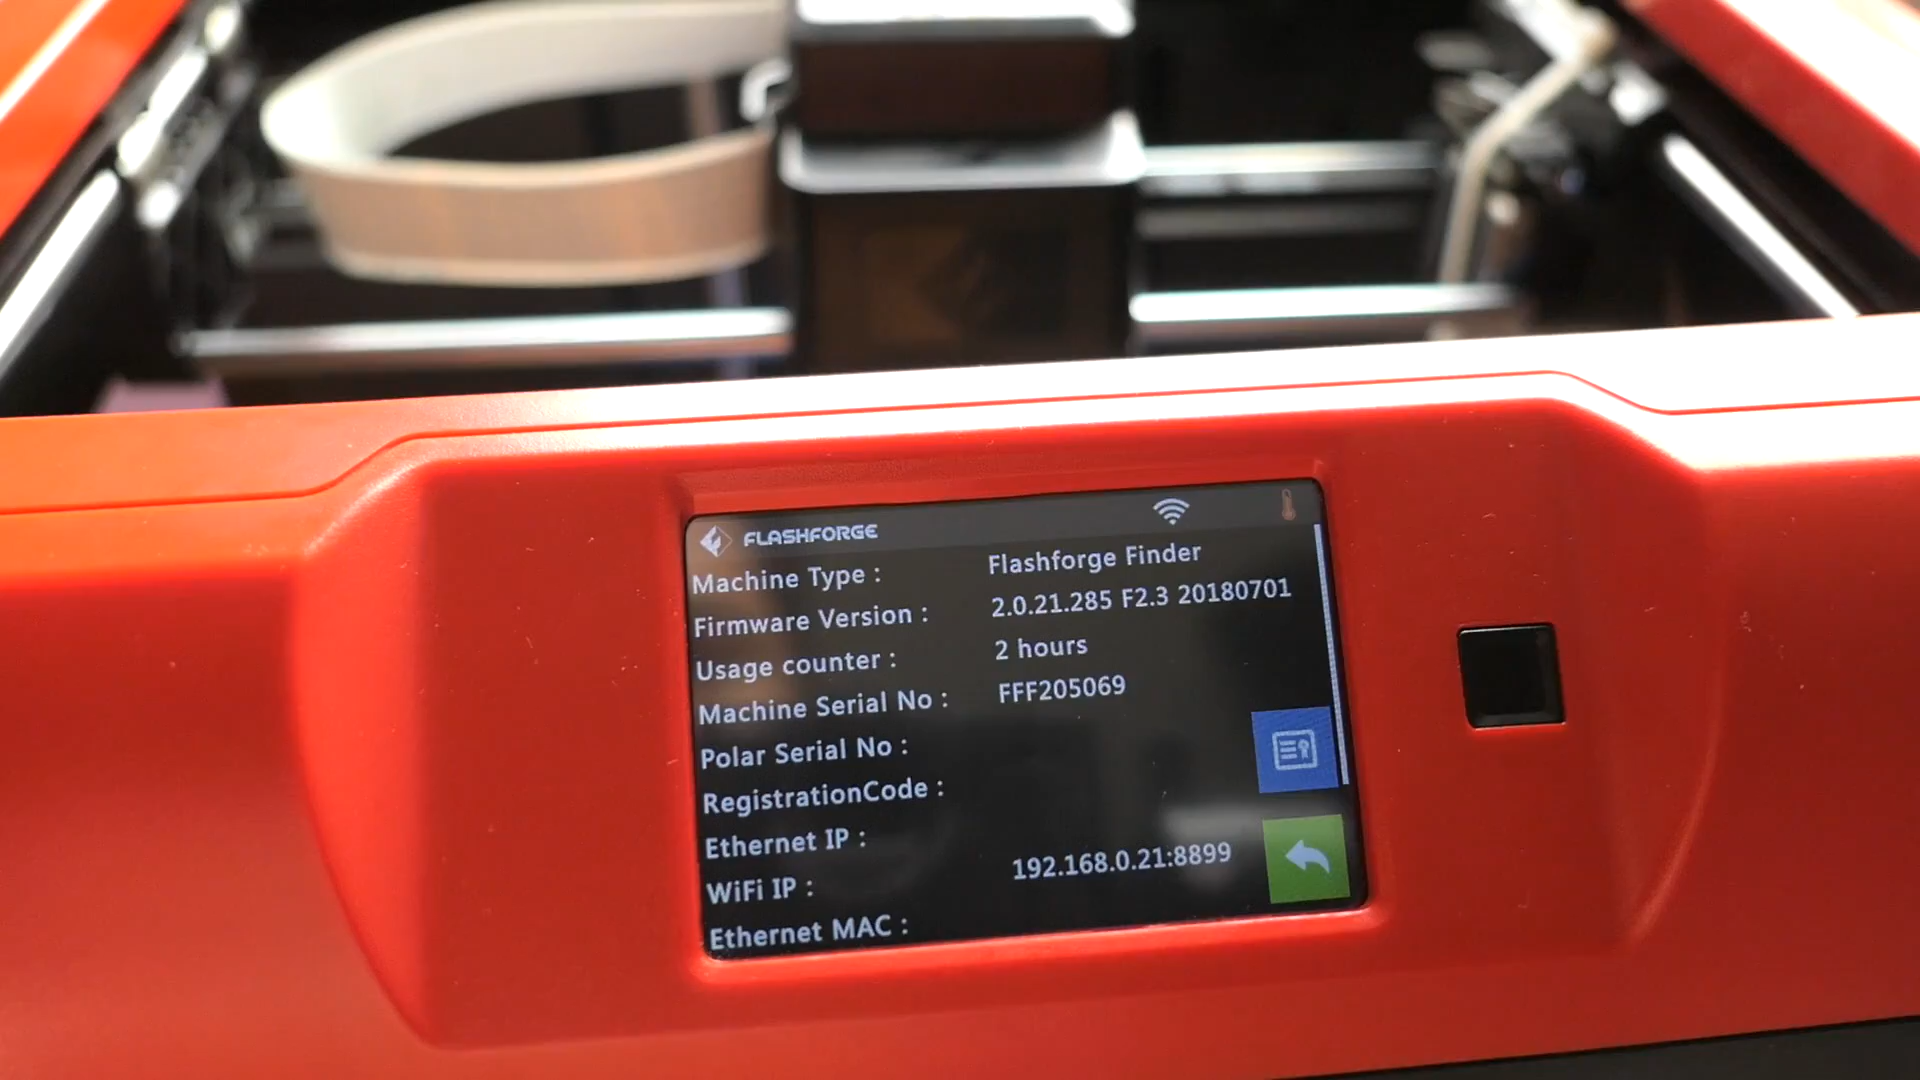 FLASHFORGE
Machine Type : Flashforge Finder
Firmware Version : 2.0.21.285 F2.3 20180701
Usage counter : 2 hours
Machine Serial No : FFF205069
Polar Serial No :
RegistrationCode :
Ethernet IP :
WiFi IP : 192.168.0.21:8899
Ethernet MAC :